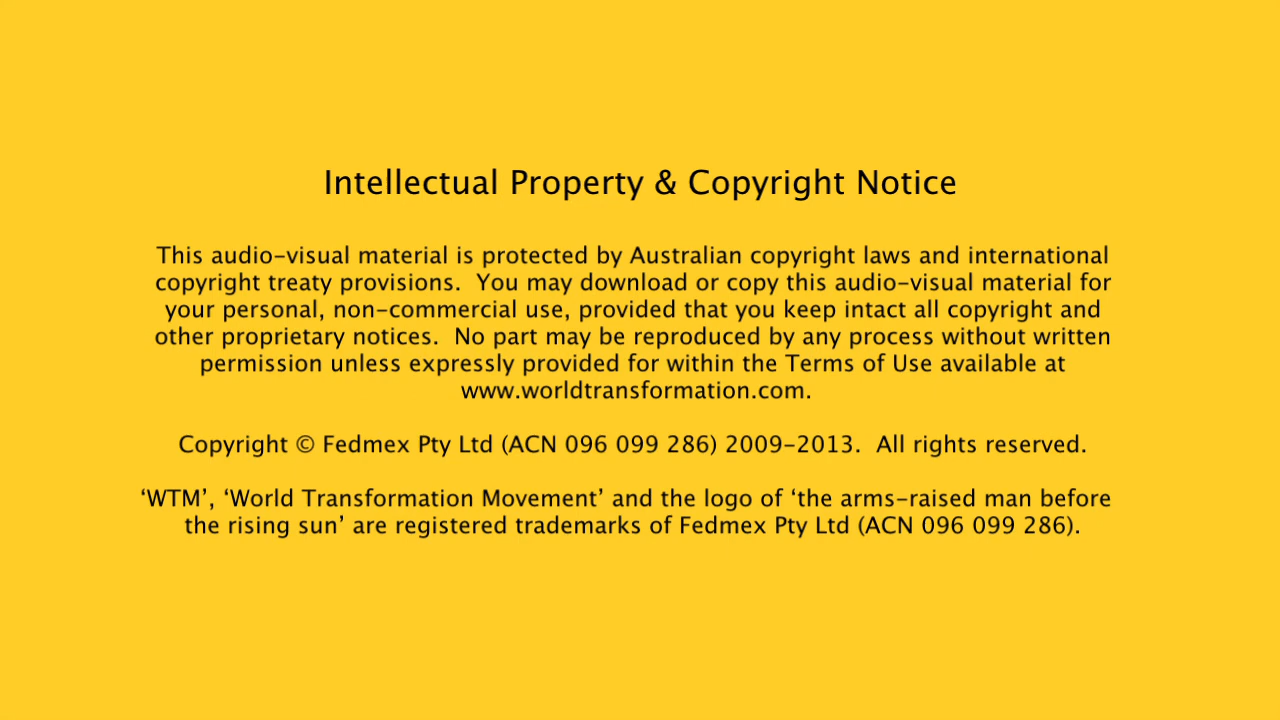 Intellectual Property & Copyright Notice
This audio-visual material is protected by Australian copyright laws and international
copyright treaty provisions.  You may download or copy this audio-visual material for
your personal, non-commercial use, provided that you keep intact all copyright and
other proprietary notices.  No part may be reproduced by any process without written
permission unless expressly provided for within the Terms of Use available at
www.worldtransformation.com.
Copyright © Fedmex Pty Ltd (ACN 096 099 286) 2009-2013.  All rights reserved.
‘WTM’, ‘World Transformation Movement’ and the logo of ‘the arms-raised man before
the rising sun’ are registered trademarks of Fedmex Pty Ltd (ACN 096 099 286).